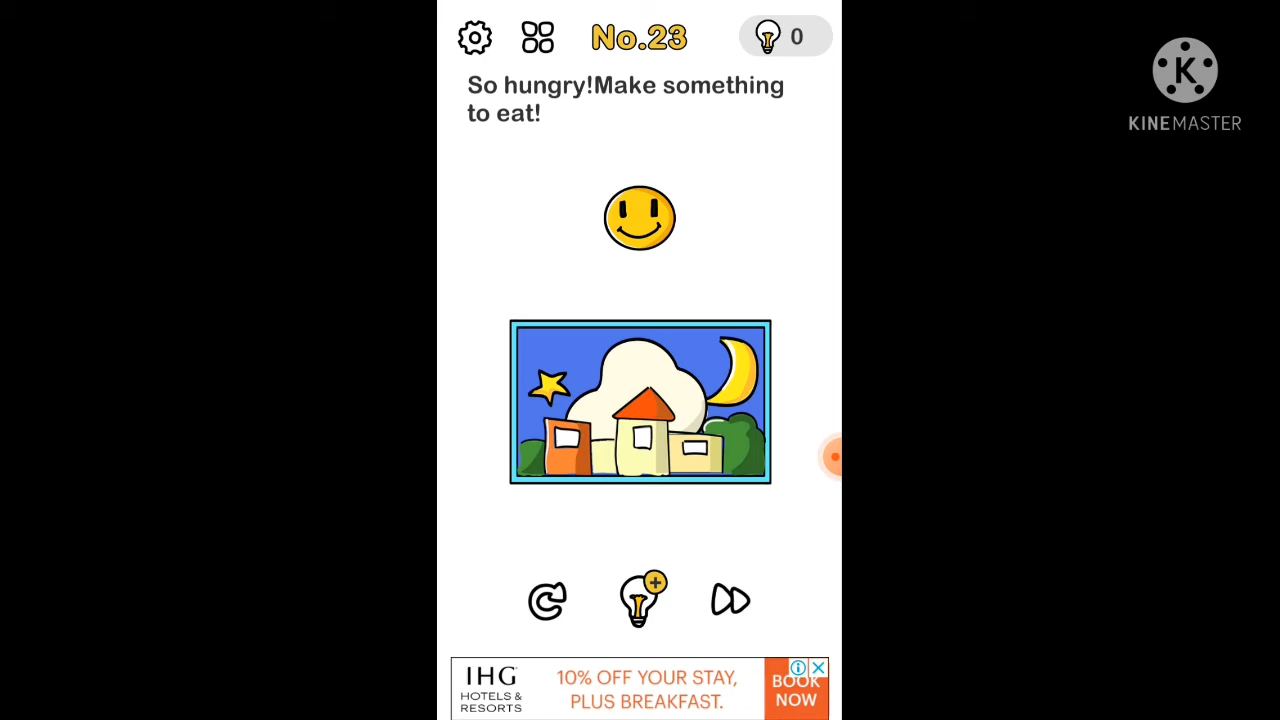 No.23
0
K
KINEMASTER
So hungry!Make something
to eat!
IHG
HOTELS &
RESORTS
10% OFF YOUR STAY,
PLUS BREAKFAST.
BOOK
NOW